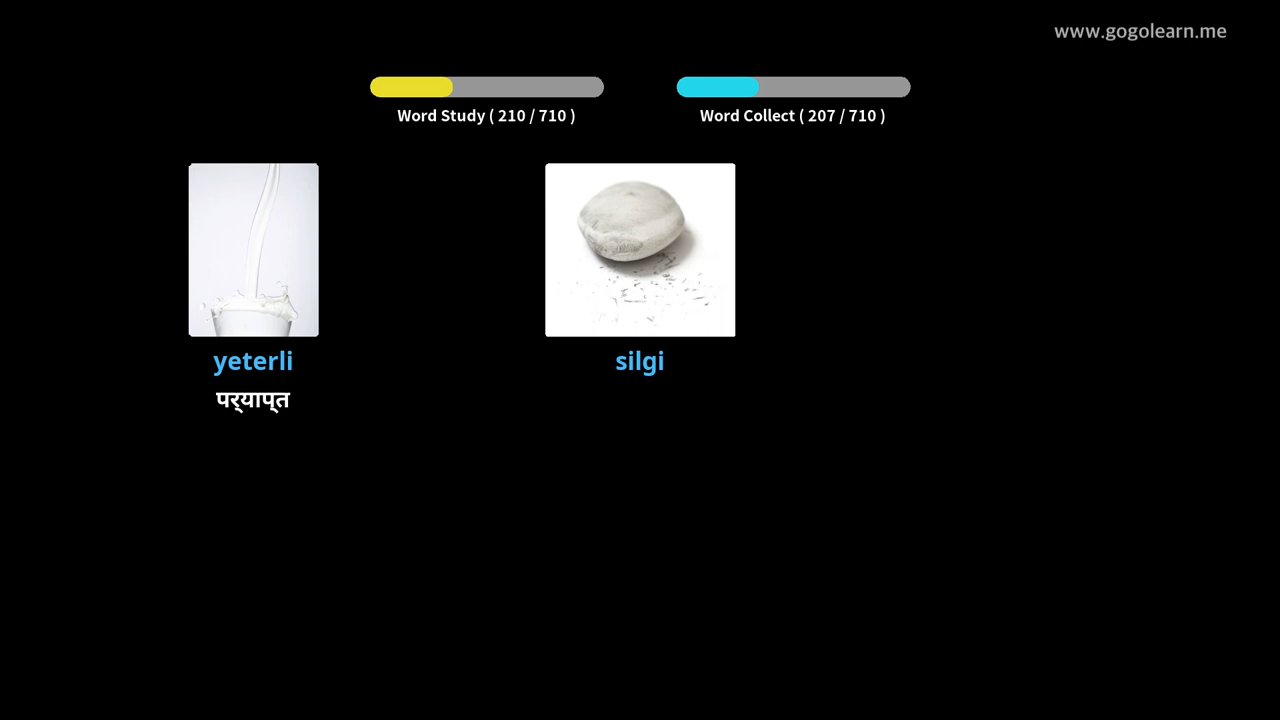 www.gogolearn.me
Word Study ( 210 / 710 )
Word Collect ( 207 / 710 )
yeterli
silgi
पर्याप्त